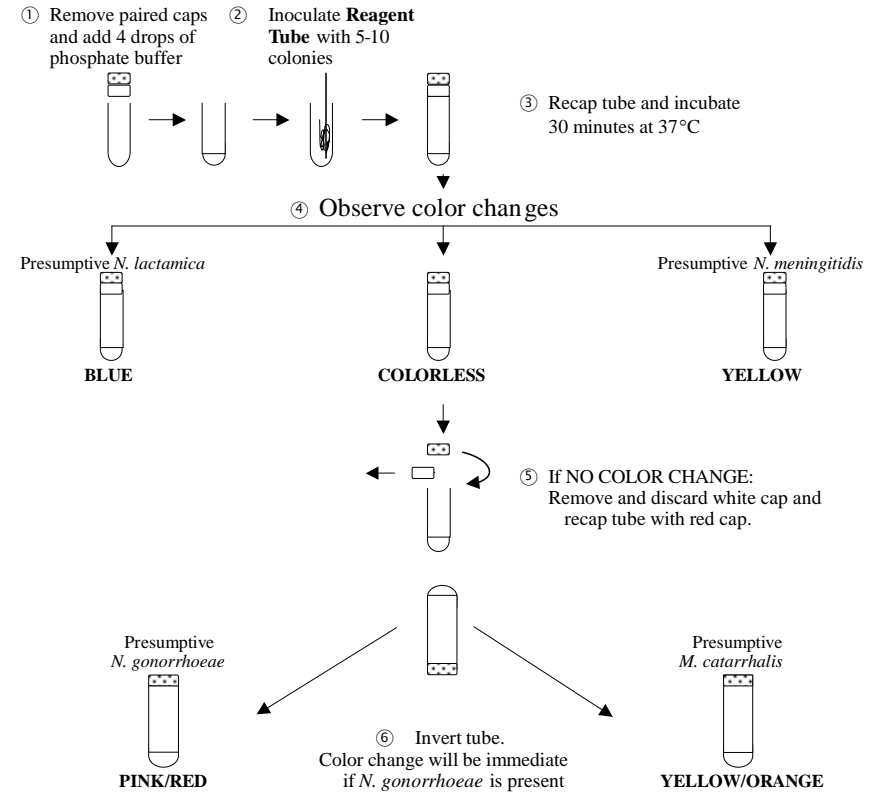 ① Remove paired caps
and add 4 drops of
phosphate buffer
② Inoculate Reagent
Tube with 5-10
colonies
③ Recap tube and incubate
30 minutes at 37°C
④ Observe color changes
Presumptive N. lactamica
BLUE
COLORLESS
Presumptive N. meningitidis
YELLOW
⑤ If NO COLOR CHANGE:
Remove and discard white cap and
recap tube with red cap.
Presumptive
N. gonorrhoeae
PINK/RED
⑥ Invert tube.
Color change will be immediate
if N. gonorrhoeae is present
Presumptive
M. catarrhalis
YELLOW/ORANGE